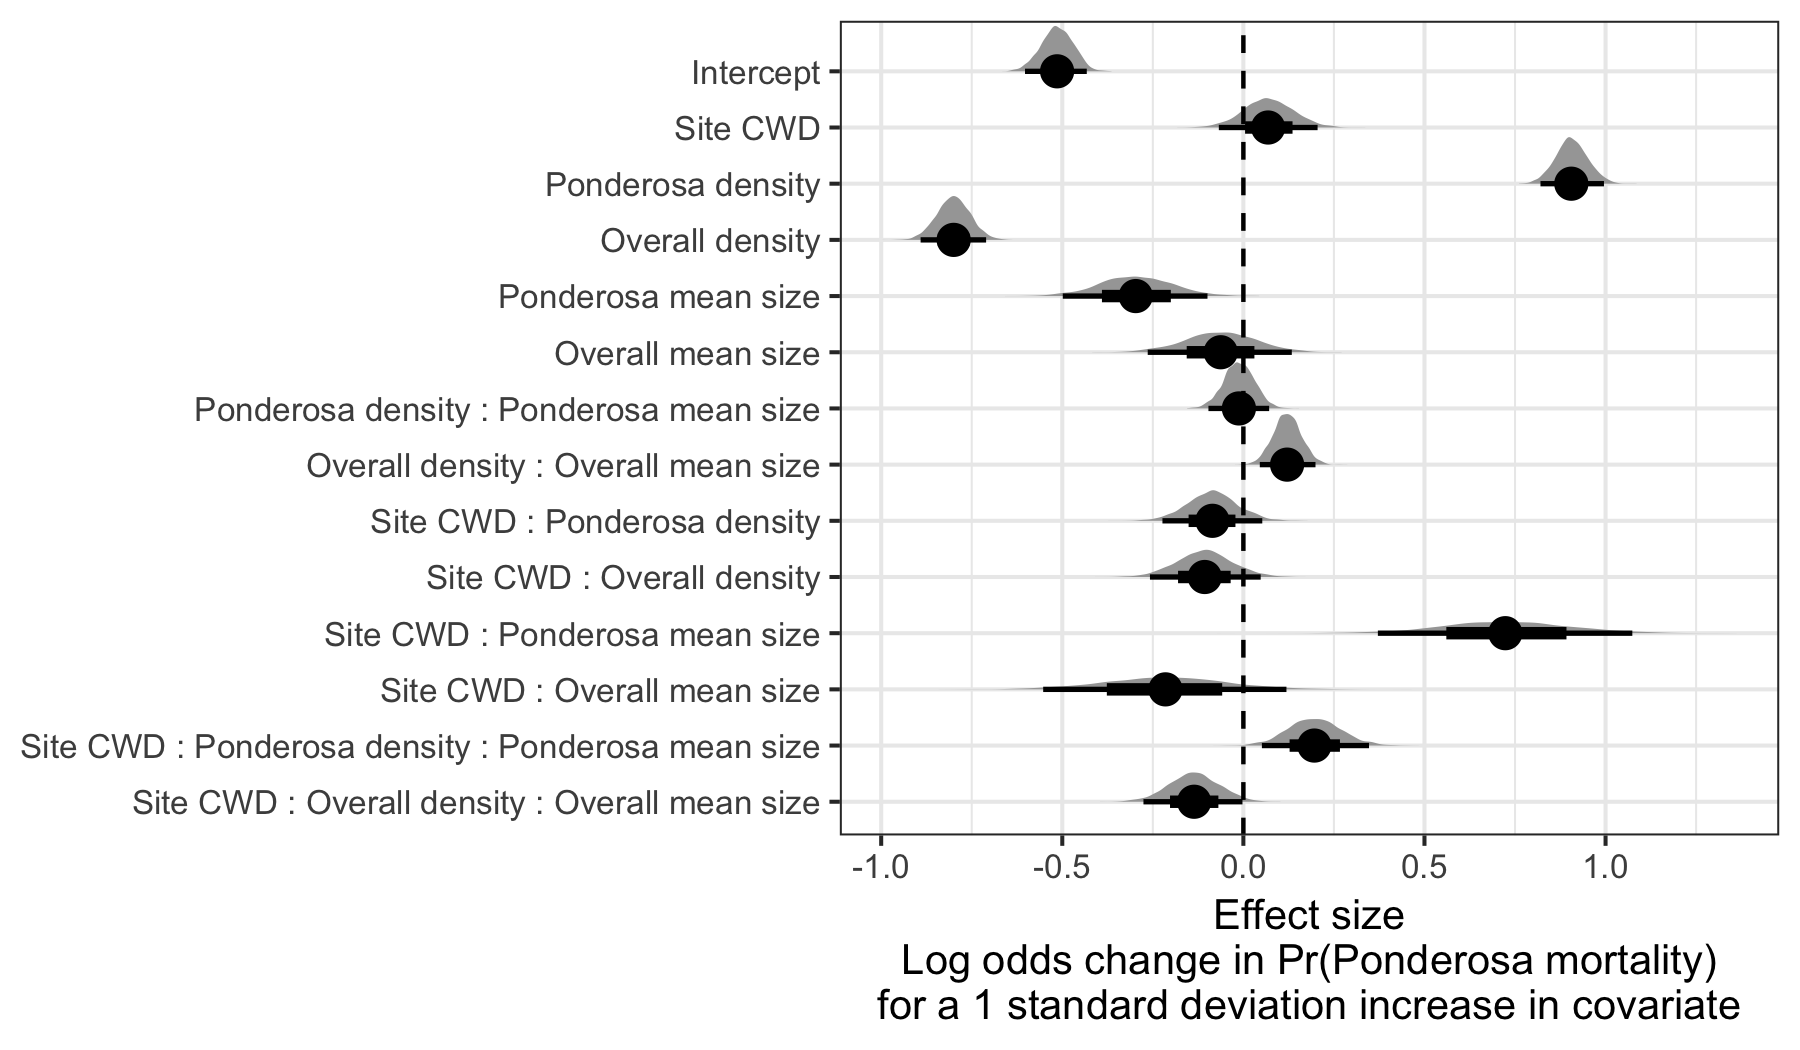 Intercept
Site CWD
Ponderosa density
Overall density
Ponderosa mean size
Overall mean size
Ponderosa density : Ponderosa mean size
Overall density : Overall mean size
Site CWD : Ponderosa density
Site CWD : Overall density
Site CWD : Ponderosa mean size
Site CWD : Overall mean size
Site CWD : Ponderosa density : Ponderosa mean size
Site CWD : Overall density : Overall mean size
-1.0 -0.5 0.0 0.5 1.0
Effect size
Log odds change in Pr(Ponderosa mortality)
for a 1 standard deviation increase in covariate